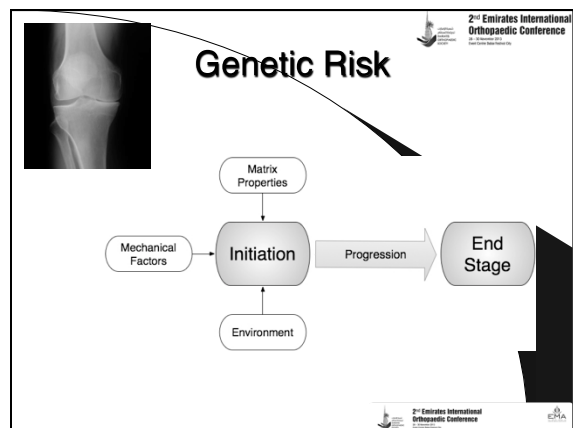 2nd Emirates International
Orthopaedic Conference
Genetic Risk
Matrix
Properties
Mechanical
Factors
Initiation
Progression
End
Stage
Environment
2nd Emirates International
Orthopaedic Conference
EMA